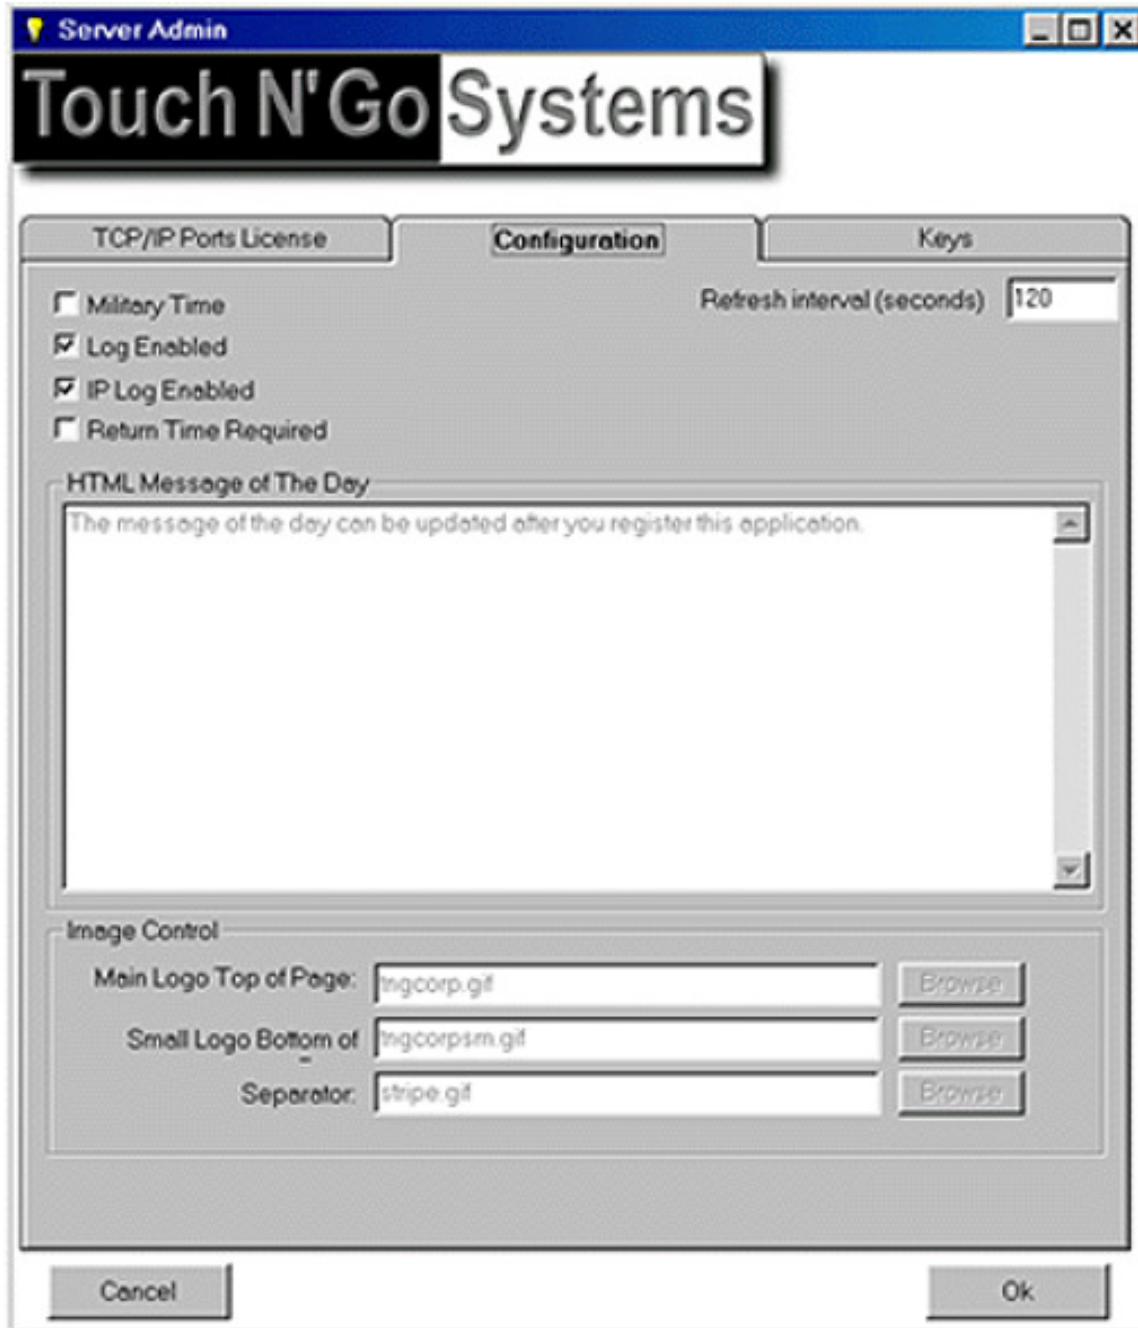 Server Admin
Touch N' Go Systems
TCP/IP Ports License
Configuration
Keys
Military Time
Refresh interval (seconds) 120
Log Enabled
IP Log Enabled
Return Time Required
HTML Message of The Day
The message of the day can be updated after you register this application.
Image Control
Main Logo Top of Page: tngcorp.gif Browse
Small Logo Bottom of tngcorpsm.gif Browse
Separator: stripe.gif Browse
Cancel
Ok